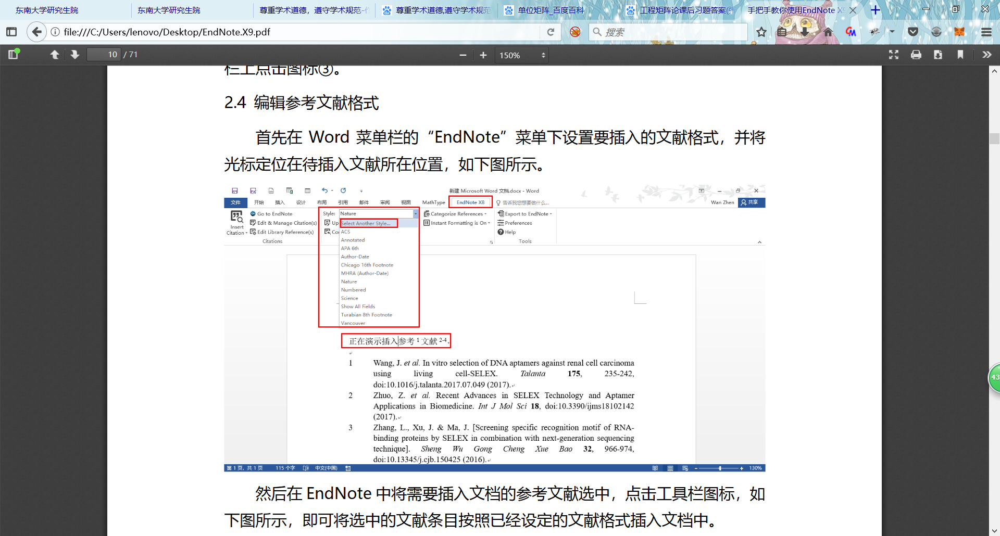 东南大学研究生院
东南大学研究生院
尊重学术道德，遵守学术规范-
尊重学术道德,遵守学术规范
单位矩阵_百度百科
工程矩阵论课后习题答案(
手把手教你使用EndNote X
file:///C:/Users/lenovo/Desktop/EndNote.X9.pdf
搜索
10 / 71
150%
栏上点击图标③。
2.4 编辑参考文献格式
首先在 Word 菜单栏的“EndNote”菜单下设置要插入的文献格式，并将
光标定位在待插入文献所在位置，如下图所示。
新建 Microsoft Word 文档.docx - Word
文件 开始 插入 设计 布局 引用 邮件 审阅 视图 MathType EndNote X8 告诉我您想要做什么... Wan Zhen 共享
Go to EndNote Style: Nature Categorize References Export to EndNote
Insert Citation Edit & Manage Citation(s) Up Select Another Style... Instant Formatting is On Preferences
Edit Library Reference(s) Co ACS Help
Citations Annotated Tools
APA 6th
Author-Date
Chicago 16th Footnote
MHRA (Author-Date)
Nature
Numbered
Science
Show All Fields
Turabian 8th Footnote
Vancouver
正在演示插入参考 1 文献 2-4
1 Wang, J. et al. In vitro selection of DNA aptamers against renal cell carcinoma
using living cell-SELEX. Talanta 175, 235-242,
doi:10.1016/j.talanta.2017.07.049 (2017).
2 Zhuo, Z. et al. Recent Advances in SELEX Technology and Aptamer
Applications in Biomedicine. Int J Mol Sci 18, doi:10.3390/ijms18102142
(2017).
3 Zhang, L., Xu, J. & Ma, J. [Screening specific recognition motif of RNA-
binding proteins by SELEX in combination with next-generation sequencing
technique]. Sheng Wu Gong Cheng Xue Bao 32, 966-974,
doi:10.13345/j.cjb.150425 (2016).
第 1 页，共 1 页 115 个字 中文(中国) 130%
然后在 EndNote 中将需要插入文档的参考文献选中，点击工具栏图标，如
下图所示，即可将选中的文献条目按照已经设定的文献格式插入文档中。
43